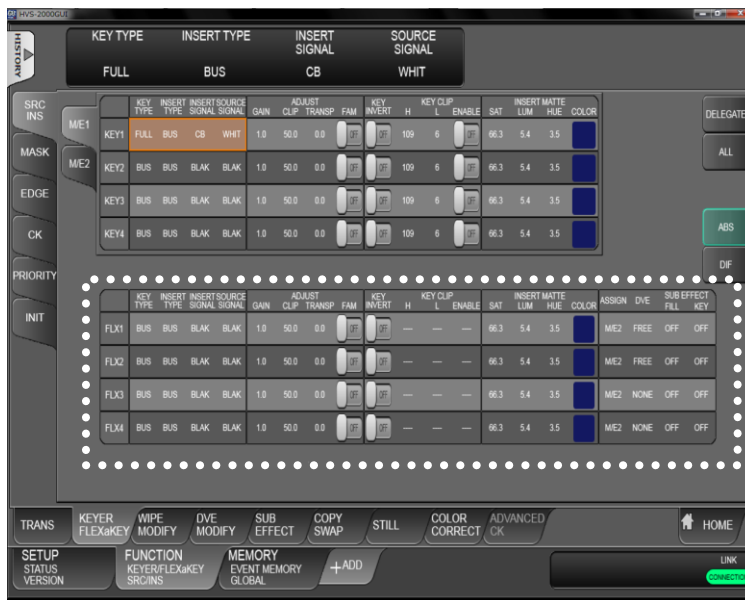 HVS-2000GUI
HISTORY
KEY TYPE INSERT TYPE INSERT SIGNAL SOURCE SIGNAL
FULL BUS CB WHIT
SRC INS
MASK
EDGE
CK
PRIORITY
INIT
M/E1
M/E2
KEY TYPE INSERT TYPE INSERT SIGNAL SOURCE SIGNAL GAIN ADJUST CLIP TRANSP FAM KEY INVERT KEY CLIP H L ENABLE SAT INSERT MATTE LUM HUE COLOR
KEY1 FULL BUS CB WHIT 1.0 50.0 0.0 OFF OFF 109 6 OFF 66.3 5.4 3.5
KEY2 BUS BUS BLAK BLAK 1.0 50.0 0.0 OFF OFF 109 6 OFF 66.3 5.4 3.5
KEY3 BUS BUS BLAK BLAK 1.0 50.0 0.0 OFF OFF 109 6 OFF 66.3 5.4 3.5
KEY4 BUS BUS BLAK BLAK 1.0 50.0 0.0 OFF OFF 109 6 OFF 66.3 5.4 3.5
DELEGATE
ALL
ABS
DIF
KEY TYPE INSERT TYPE INSERT SIGNAL SOURCE SIGNAL GAIN ADJUST CLIP TRANSP FAM KEY INVERT KEY CLIP H L ENABLE SAT INSERT MATTE LUM HUE COLOR ASSIGN DVE SUB EFFECT FILL KEY
FLX1 BUS BUS BLAK BLAK 1.0 50.0 0.0 OFF OFF --- --- --- 66.3 5.4 3.5 M/E2 FREE OFF OFF
FLX2 BUS BUS BLAK BLAK 1.0 50.0 0.0 OFF OFF --- --- --- 66.3 5.4 3.5 M/E2 FREE OFF OFF
FLX3 BUS BUS BLAK BLAK 1.0 50.0 0.0 OFF OFF --- --- --- 66.3 5.4 3.5 M/E2 NONE OFF OFF
FLX4 BUS BUS BLAK BLAK 1.0 50.0 0.0 OFF OFF --- --- --- 66.3 5.4 3.5 M/E2 NONE OFF OFF
TRANS
KEYER FLEXaKEY
WIPE MODIFY
DVE MODIFY
SUB EFFECT
COPY SWAP
STILL
COLOR CORRECT
ADVANCED CK
HOME
SETUP
STATUS
VERSION
FUNCTION
KEYER/FLEXaKEY
SRC/INS
MEMORY
EVENT MEMORY
GLOBAL
+ADD
LINK
CONNECTIO